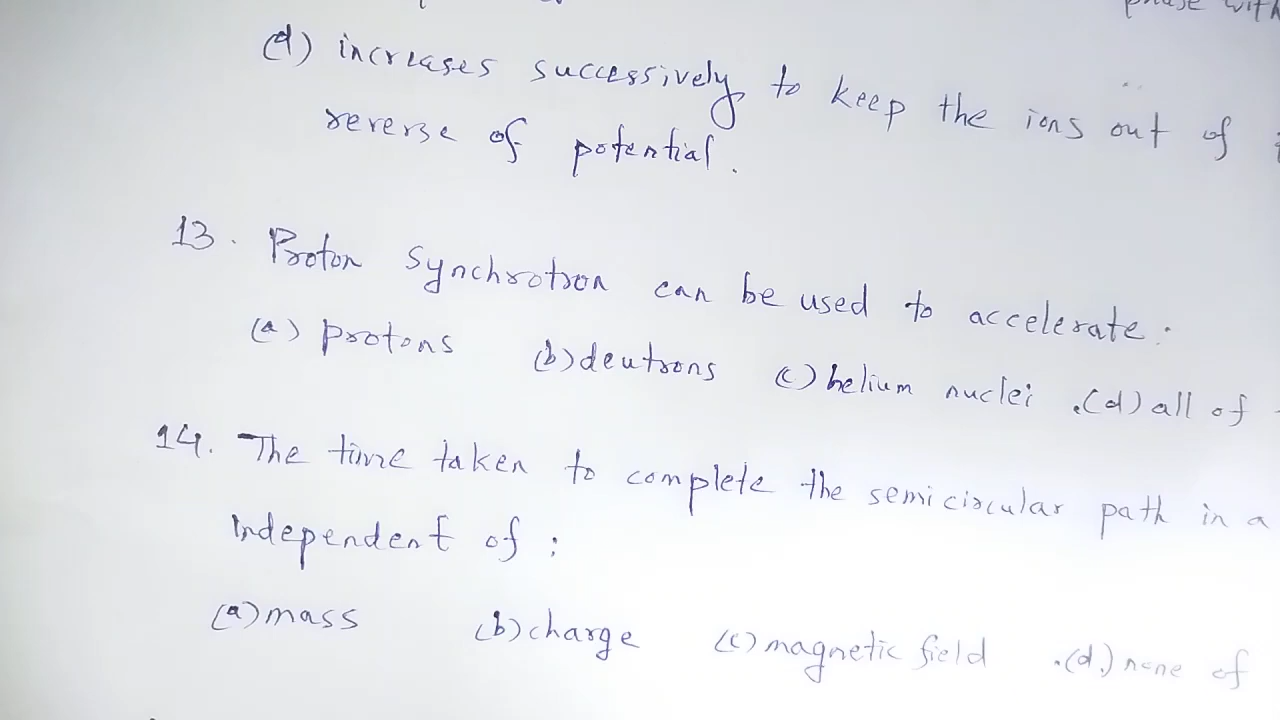 phase with
(d) increases successively to keep the ions out of
reverse of potential.
13. Proton synchrotron can be used to accelerate:
(a) protons (b) deutrons (c) helium nuclei .(d) all of
14. The time taken to complete the semicircular path in a
independent of :
(a) mass (b) charge (c) magnetic field .(d.) none of